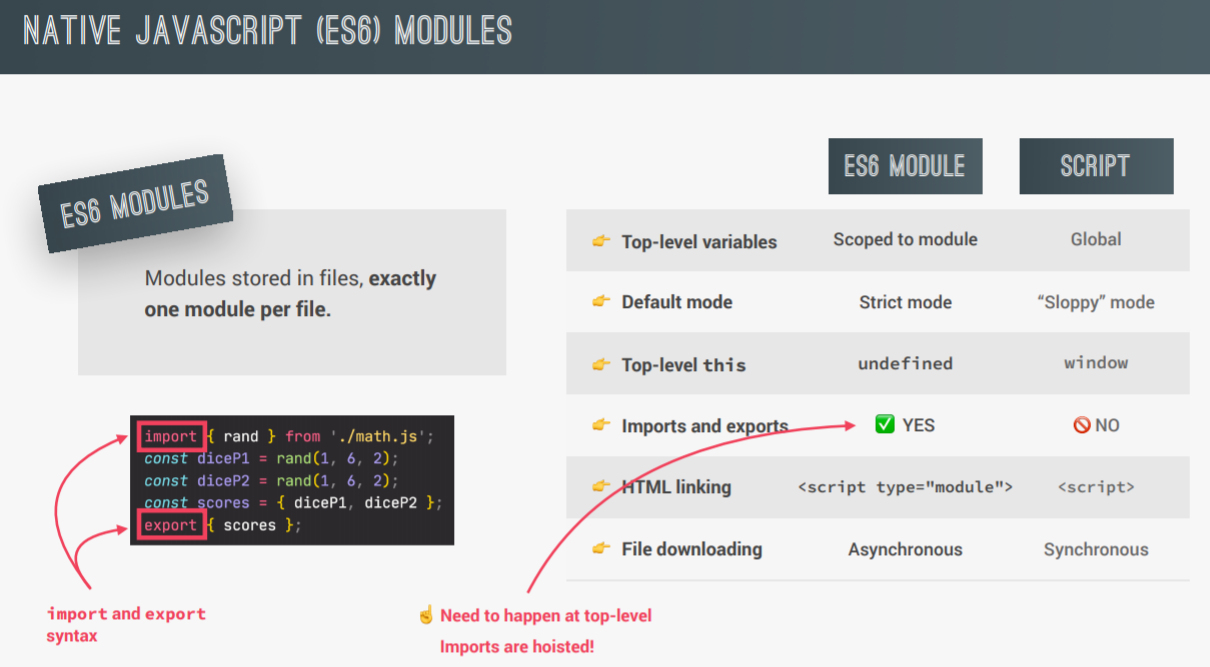 NATIVE JAVASCRIPT (ES6) MODULES
ES6 MODULES
Modules stored in files, exactly
one module per file.
import { rand } from './math.js';
const diceP1 = rand(1, 6, 2);
const diceP2 = rand(1, 6, 2);
const scores = { diceP1, diceP2 };
export { scores };
import and export
syntax
ES6 MODULE SCRIPT
👉 Top-level variables Scoped to module Global
👉 Default mode Strict mode “Sloppy” mode
👉 Top-level this undefined window
👉 Imports and exports ✅ YES 🚫 NO
👉 HTML linking <script type="module"> <script>
👉 File downloading Asynchronous Synchronous
☝️ Need to happen at top-level
Imports are hoisted!